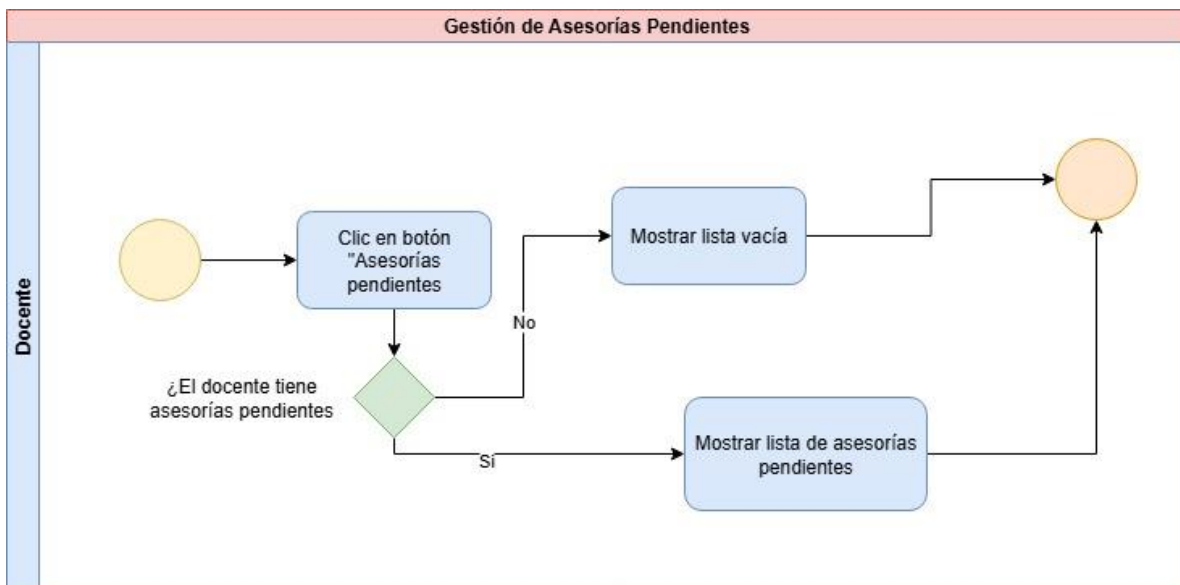 Gestión de Asesorías Pendientes
Docente
Clic en botón
"Asesorías
pendientes
¿El docente tiene
asesorías pendientes
No
Mostrar lista vacía
Si
Mostrar lista de asesorías
pendientes